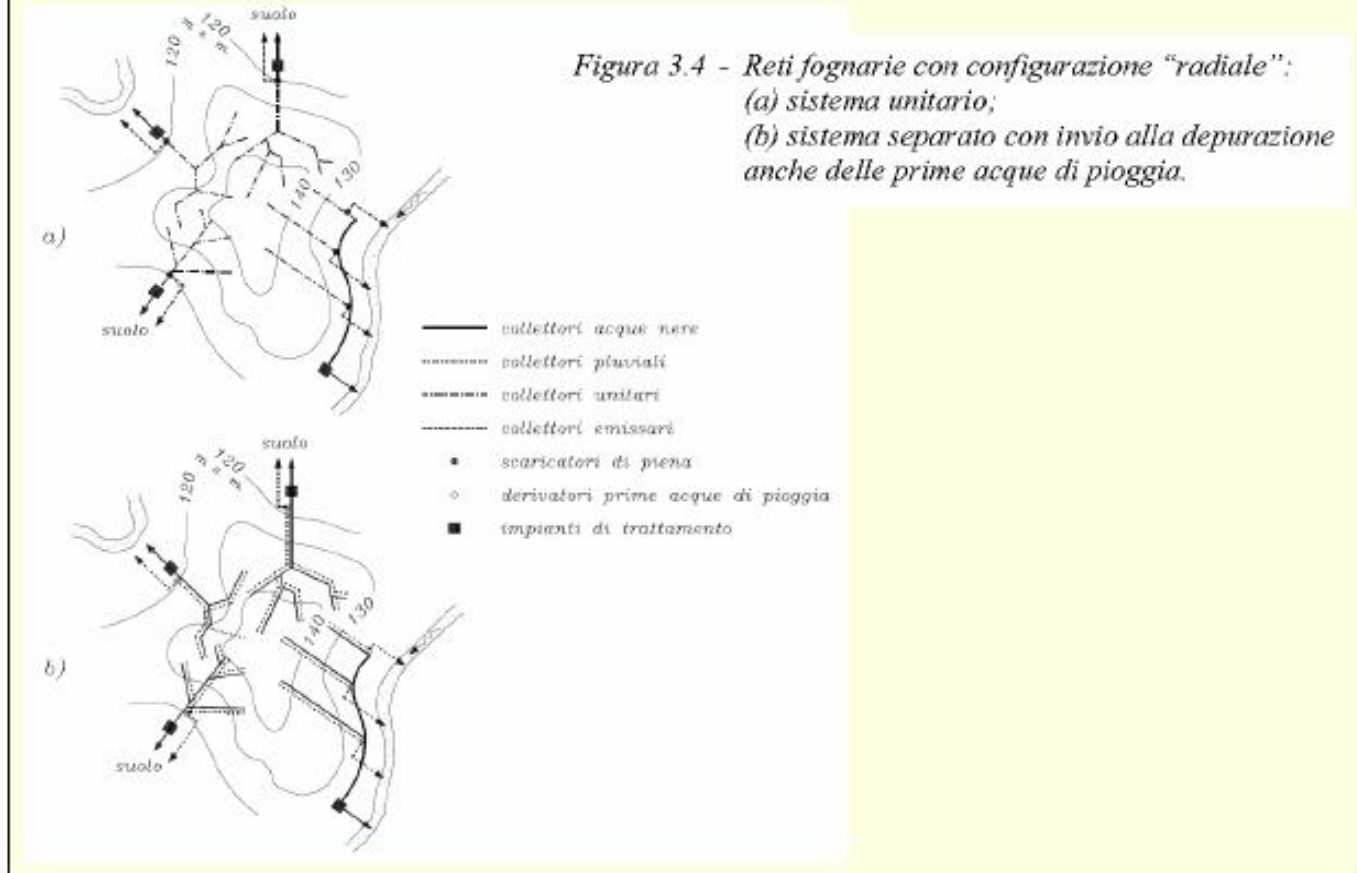 Figura 3.4 - Reti fognarie con configurazione "radiale":
(a) sistema unitario;
(b) sistema separato con invio alla depurazione
anche delle prime acque di pioggia.
suolo
120
120
m
s. m.
130
140
a)
suolo
collettori acque nere
collettori pluviali
collettori unitari
collettori emissari
scaricatori di piena
derivatori prime acque di pioggia
impianti di trattamento
suolo
120
120
m
s. m.
130
140
b)
suolo